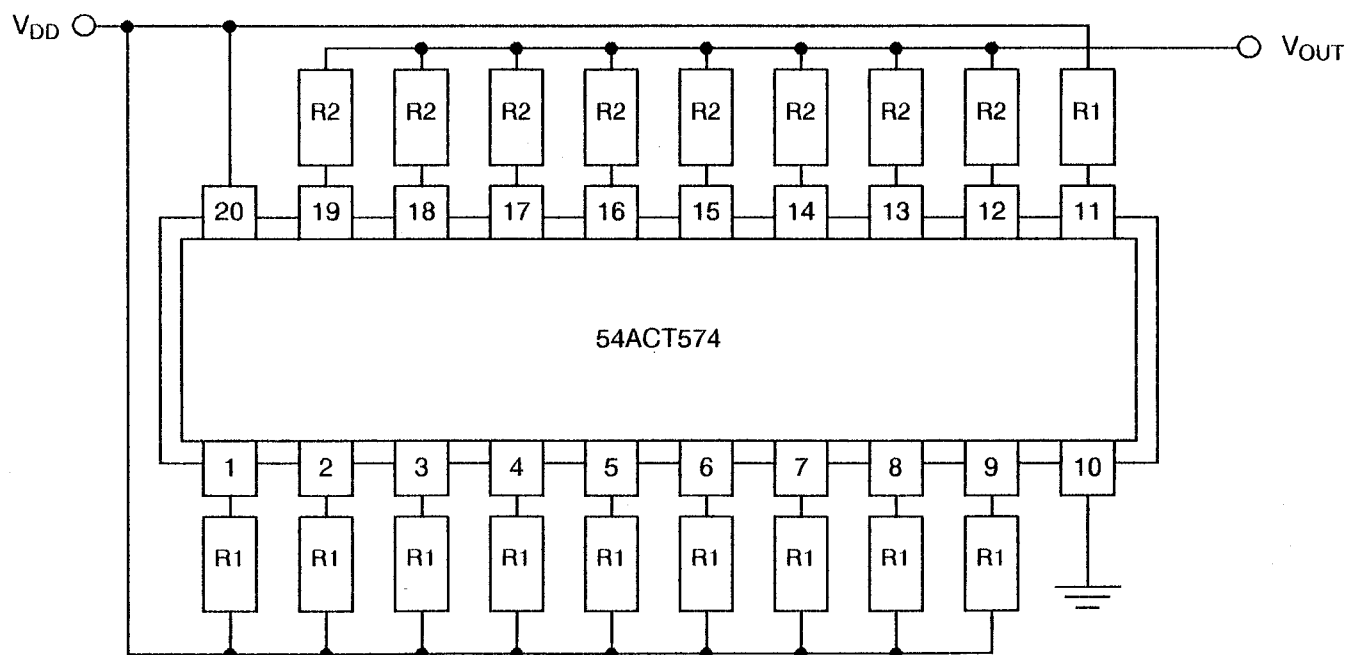 V_DD
V_OUT
R2 R2 R2 R2 R2 R2 R2 R2 R1
20 19 18 17 16 15 14 13 12 11
54ACT574
1 2 3 4 5 6 7 8 9 10
R1 R1 R1 R1 R1 R1 R1 R1 R1